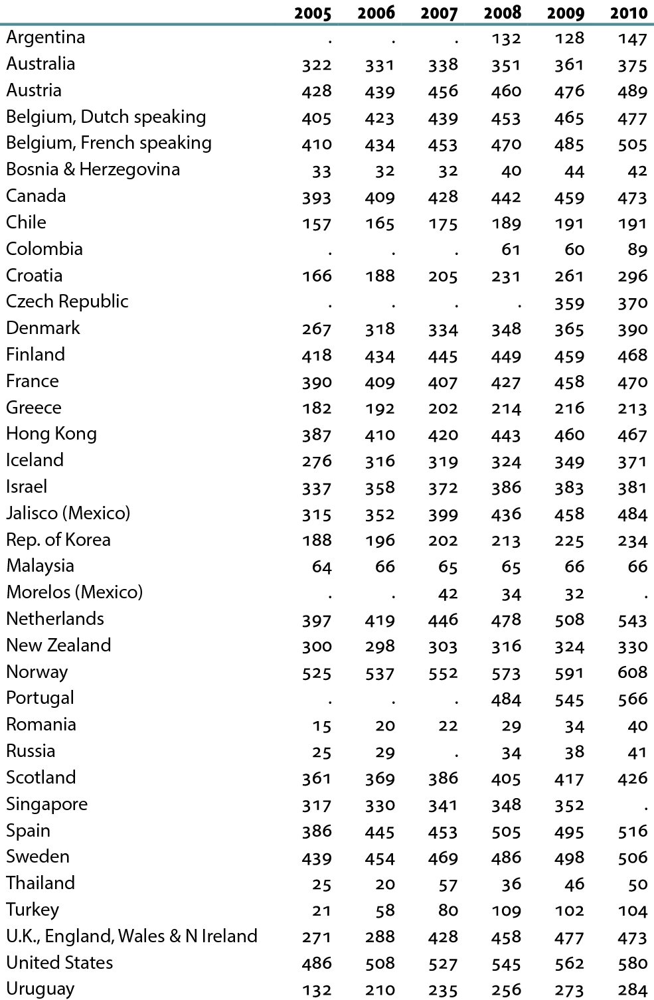 2005 2006 2007 2008 2009 2010
Argentina . . . 132 128 147
Australia 322 331 338 351 361 375
Austria 428 439 456 460 476 489
Belgium, Dutch speaking 405 423 439 453 465 477
Belgium, French speaking 410 434 453 470 485 505
Bosnia & Herzegovina 33 32 32 40 44 42
Canada 393 409 428 442 459 473
Chile 157 165 175 189 191 191
Colombia . . . 61 60 89
Croatia 166 188 205 231 261 296
Czech Republic . . . . 359 370
Denmark 267 318 334 348 365 390
Finland 418 434 445 449 459 468
France 390 409 407 427 458 470
Greece 182 192 202 214 216 213
Hong Kong 387 410 420 443 460 467
Iceland 276 316 319 324 349 371
Israel 337 358 372 386 383 381
Jalisco (Mexico) 315 352 399 436 458 484
Rep. of Korea 188 196 202 213 225 234
Malaysia 64 66 65 65 66 66
Morelos (Mexico) . . 42 34 32 .
Netherlands 397 419 446 478 508 543
New Zealand 300 298 303 316 324 330
Norway 525 537 552 573 591 608
Portugal . . . 484 545 566
Romania 15 20 22 29 34 40
Russia 25 29 . 34 38 41
Scotland 361 369 386 405 417 426
Singapore 317 330 341 348 352 .
Spain 386 445 453 505 495 516
Sweden 439 454 469 486 498 506
Thailand 25 20 57 36 46 50
Turkey 21 58 80 109 102 104
U.K., England, Wales & N Ireland 271 288 428 458 477 473
United States 486 508 527 545 562 580
Uruguay 132 210 235 256 273 284